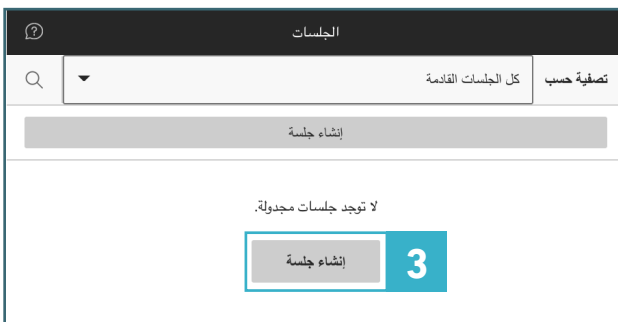 الجلسات
تصفية حسب كل الجلسات القادمة
إنشاء جلسة
لا توجد جلسات مجدولة.
إنشاء جلسة 3